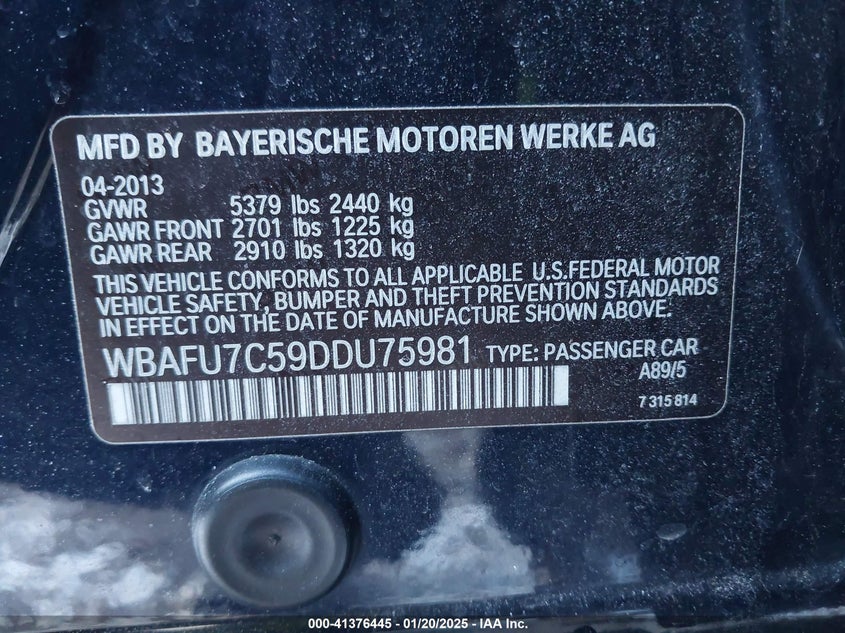 MFD BY BAYERISCHE MOTOREN WERKE AG
04-2013
GVWR 5379 lbs 2440 kg
GAWR FRONT 2701 lbs 1225 kg
GAWR REAR 2910 lbs 1320 kg
THIS VEHICLE CONFORMS TO ALL APPLICABLE U.S.FEDERAL MOTOR
VEHICLE SAFETY, BUMPER AND THEFT PREVENTION STANDARDS
IN EFFECT ON THE DATE OF MANUFACTURE SHOWN ABOVE.
WBAFU7C59DDU75981 TYPE: PASSENGER CAR
A89/5
7 315 814
000-41376445 - 01/20/2025 - IAA Inc.